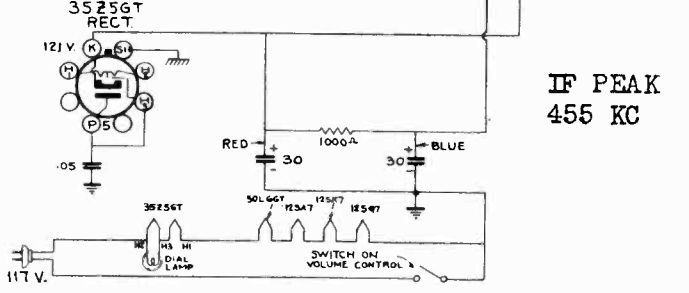 35Z5GT
RECT.
121 V.
K
H
H
H
P
5
.05
RED
+
30
-
1000Ω
+
30
-
BLUE
IF PEAK
455 KC
35Z5GT
H2
H3
H1
DIAL
LAMP
50L6GT
12SA7
12SK7
12SQ7
117 V.
SWITCH ON
VOLUME CONTROL